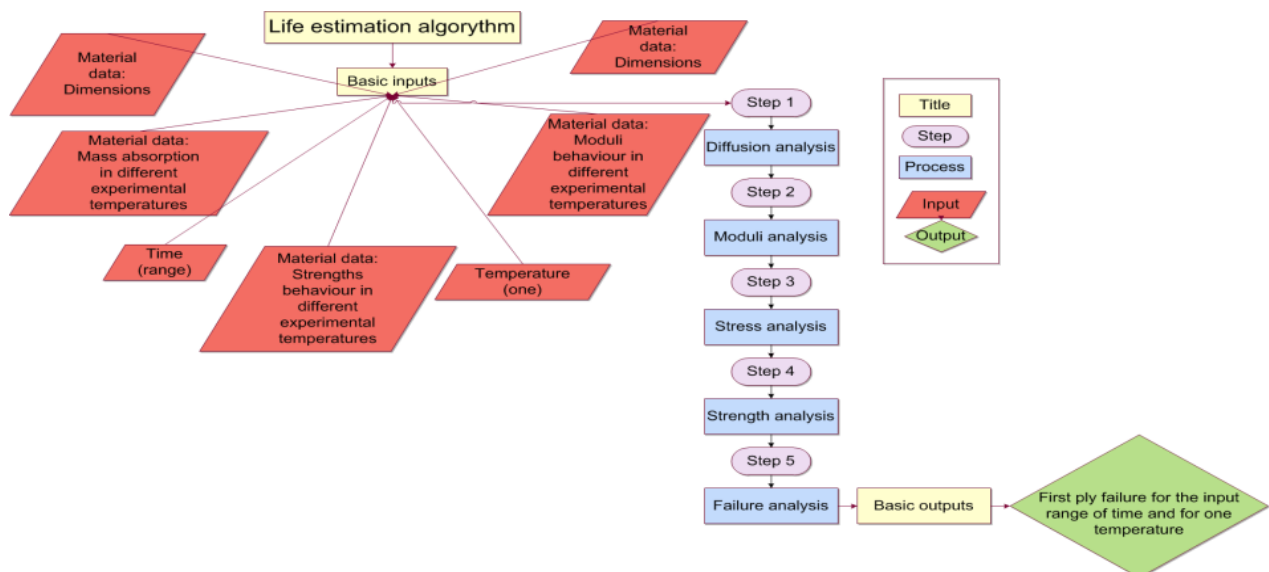 Life estimation algorythm
Material
data:
Dimensions
Material
data:
Dimensions
Basic inputs
Material data:
Mass absorption
in different
experimental
temperatures
Material data:
Moduli
behaviour in
different
experimental
temperatures
Time
(range)
Material data:
Strengths
behaviour in
different
experimental
temperatures
Temperature
(one)
Step 1
Diffusion analysis
Step 2
Moduli analysis
Step 3
Stress analysis
Step 4
Strength analysis
Step 5
Failure analysis
Basic outputs
First ply failure for the input
range of time and for one
temperature
Title
Step
Process
Input
Output